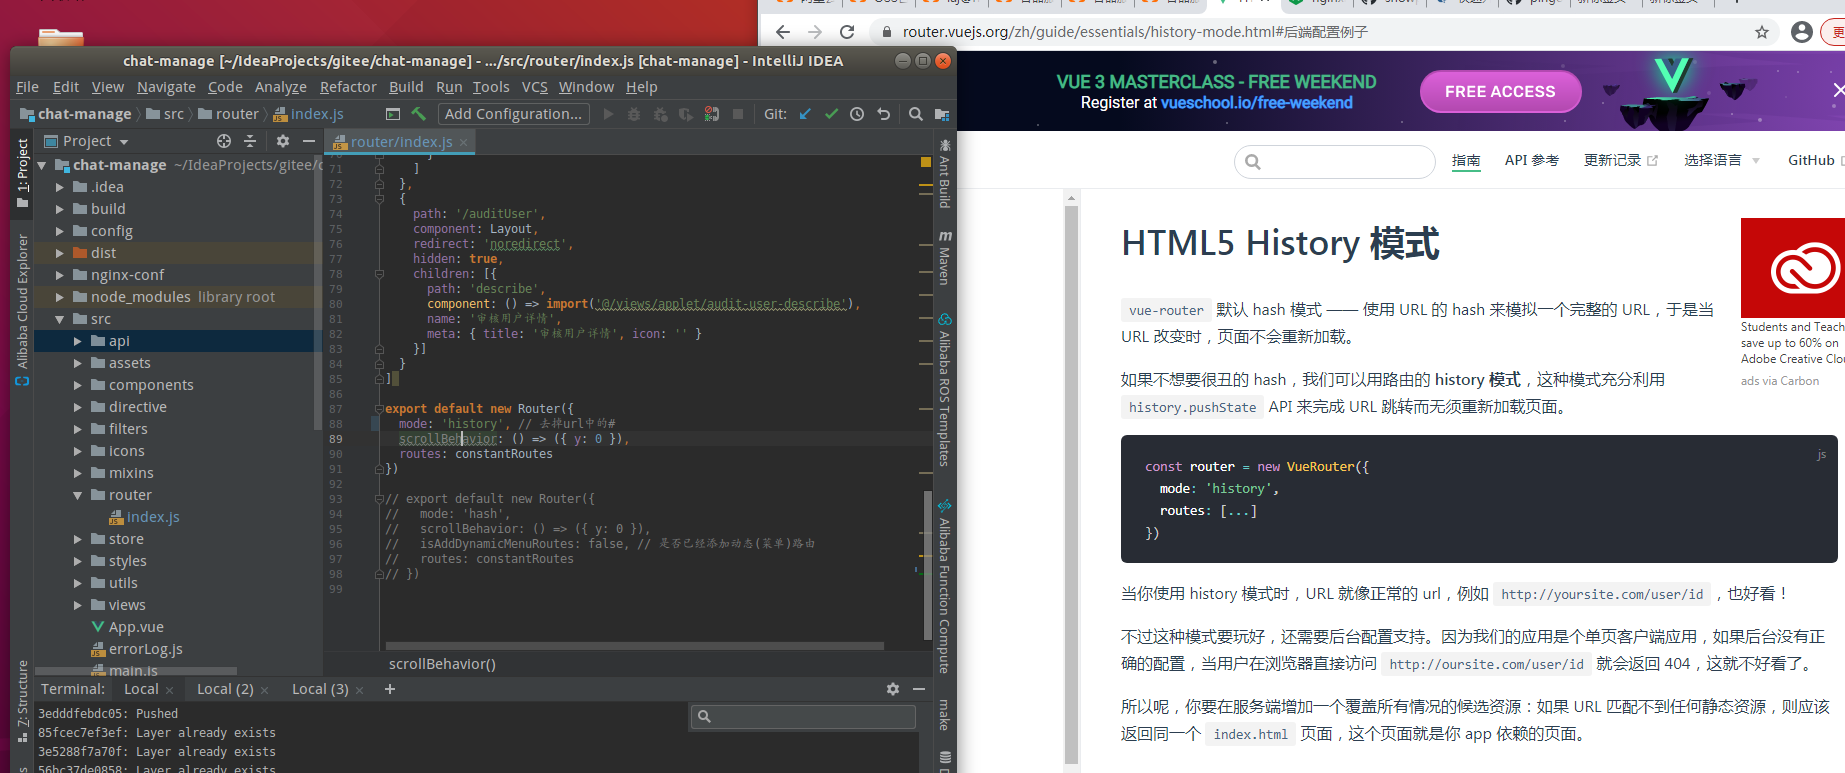 chat-manage [~/IdeaProjects/gitee/chat-manage] - .../src/router/index.js [chat-manage] - IntelliJ IDEA
File Edit View Navigate Code Analyze Refactor Build Run Tools VCS Window Help
chat-manage src router index.js Add Configuration... Git:
Project
router/index.js
1: Project
Alibaba Cloud Explorer
7: Structure
chat-manage ~/IdeaProjects/gitee/c
.idea
build
config
dist
nginx-conf
node_modules library root
src
api
assets
components
directive
filters
icons
mixins
router
index.js
store
styles
utils
views
App.vue
errorLog.js
main.js
71 ]
72 },
73 {
74 path: '/auditUser',
75 component: Layout,
76 redirect: 'noredirect',
77 hidden: true,
78 children: [{
79 path: 'describe',
80 component: () => import('@/views/applet/audit-user-describe'),
81 name: '审核用户详情',
82 meta: { title: '审核用户详情', icon: '' }
83 }]
84 }
85 ]
86
87 export default new Router({
88 mode: 'history', // 去掉url中的#
89 scrollBehavior: () => ({ y: 0 }),
90 routes: constantRoutes
91 })
92
93 // export default new Router({
94 // mode: 'hash',
95 // scrollBehavior: () => ({ y: 0 }),
96 // isAddDynamicMenuRoutes: false, // 是否已经添加动态(菜单)路由
97 // routes: constantRoutes
98 // })
99
scrollBehavior()
Ant Build
Maven
Alibaba ROS Templates
Alibaba Function Compute
make
Terminal: Local Local (2) Local (3) +
3edddfebdc05: Pushed
85fcec7ef3ef: Layer already exists
3e5288f7a70f: Layer already exists
56bc37de0858: Layer already exists
router.vuejs.org/zh/guide/essentials/history-mode.html#后端配置例子
VUE 3 MASTERCLASS - FREE WEEKEND
Register at vueschool.io/free-weekend
FREE ACCESS
指南 API 参考 更新记录 选择语言 GitHub
HTML5 History 模式
vue-router 默认 hash 模式 —— 使用 URL 的 hash 来模拟一个完整的 URL，于是当
URL 改变时，页面不会重新加载。
如果不想要很丑的 hash，我们可以用路由的 history 模式，这种模式充分利用
history.pushState API 来完成 URL 跳转而无须重新加载页面。
Students and Teach
save up to 60% on
Adobe Creative Clou
ads via Carbon
js
const router = new VueRouter({
mode: 'history',
routes: [...]
})
当你使用 history 模式时，URL 就像正常的 url，例如 http://yoursite.com/user/id ，也好看！
不过这种模式要玩好，还需要后台配置支持。因为我们的应用是个单页客户端应用，如果后台没有正
确的配置，当用户在浏览器直接访问 http://oursite.com/user/id 就会返回 404，这就不好看了。
所以呢，你要在服务端增加一个覆盖所有情况的候选资源：如果 URL 匹配不到任何静态资源，则应该
返回同一个 index.html 页面，这个页面就是你 app 依赖的页面。